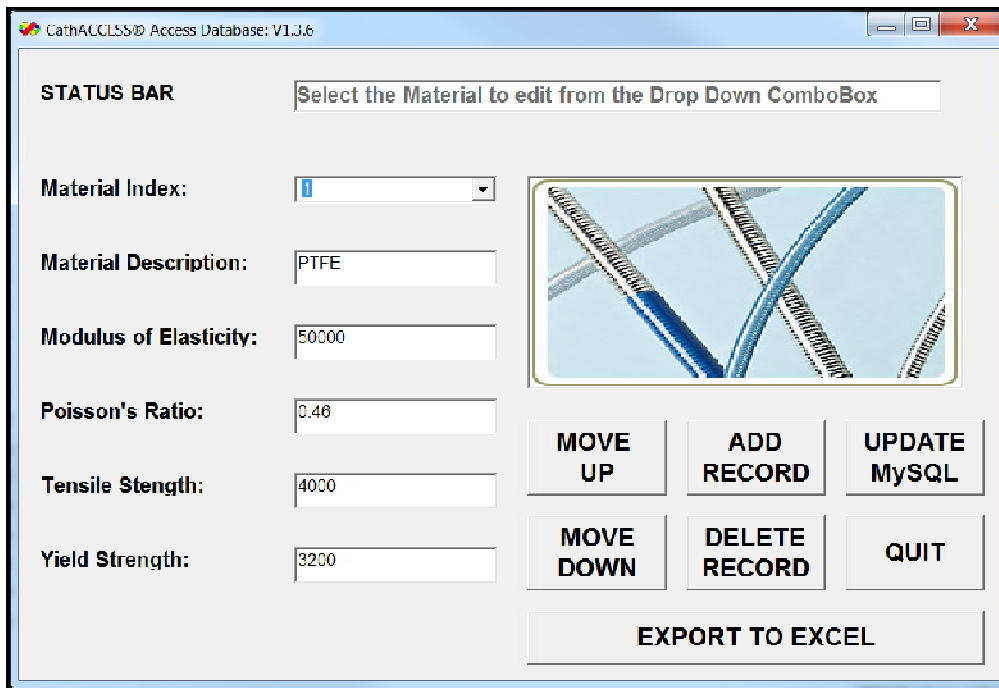 CathACCESS® Access Database: V1.3.6
STATUS BAR
Select the Material to edit from the Drop Down ComboBox
Material Index:
1
Material Description:
PTFE
Modulus of Elasticity:
50000
Poisson's Ratio:
0.46
Tensile Stength:
4000
Yield Strength:
3200
MOVE
UP
ADD
RECORD
UPDATE
MySQL
MOVE
DOWN
DELETE
RECORD
QUIT
EXPORT TO EXCEL